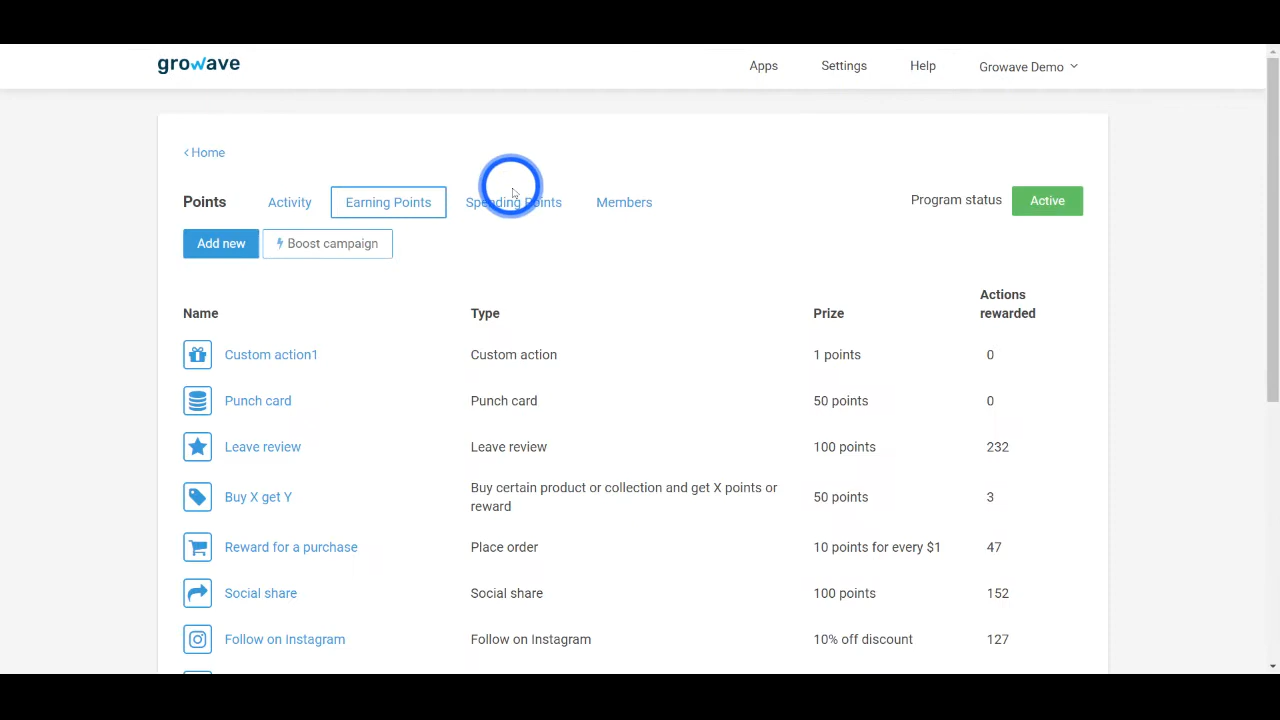 growave
Apps Settings Help Growave Demo
Home
Points Activity Earning Points Spending Points Members Program status Active
Add new Boost campaign
Name Type Prize Actions rewarded
Custom action1 Custom action 1 points 0
Punch card Punch card 50 points 0
Leave review Leave review 100 points 232
Buy X get Y Buy certain product or collection and get X points or reward 50 points 3
Reward for a purchase Place order 10 points for every $1 47
Social share Social share 100 points 152
Follow on Instagram Follow on Instagram 10% off discount 127